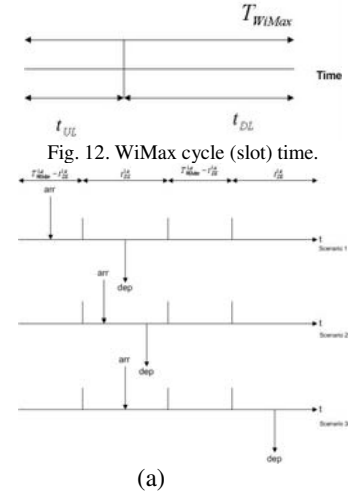 T_WiMax
Time
t_UL t_DL
Fig. 12. WiMax cycle (slot) time.
arr
t
Scenario 1
dep
arr
t
Scenario 2
dep
arr
t
Scenario 3
dep
(a)